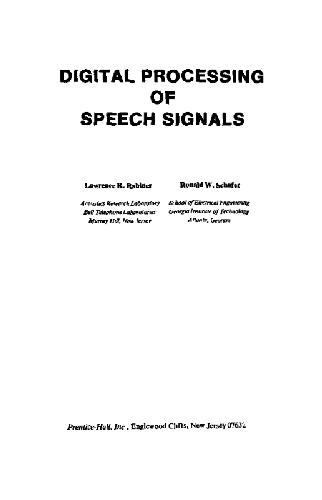 DIGITAL PROCESSING
OF
SPEECH SIGNALS
Lawrence R. Rabiner
Ronald W. Schafer
Acoustics Research Laboratory
Bell Telephone Laboratories
Murray Hill, New Jersey
School of Electrical Engineering
Georgia Institute of Technology
Atlanta, Georgia
Prentice-Hall, Inc., Englewood Cliffs, New Jersey 07632